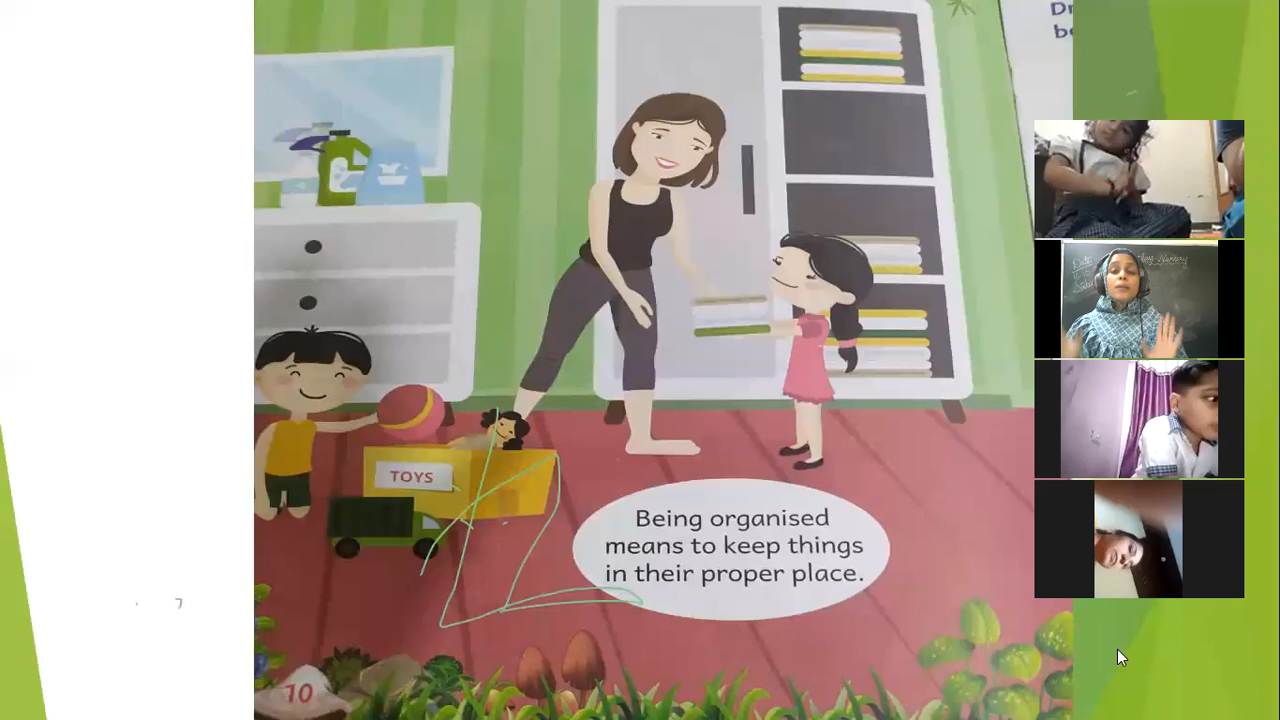 TOYS
Being organised
means to keep things
in their proper place.
10